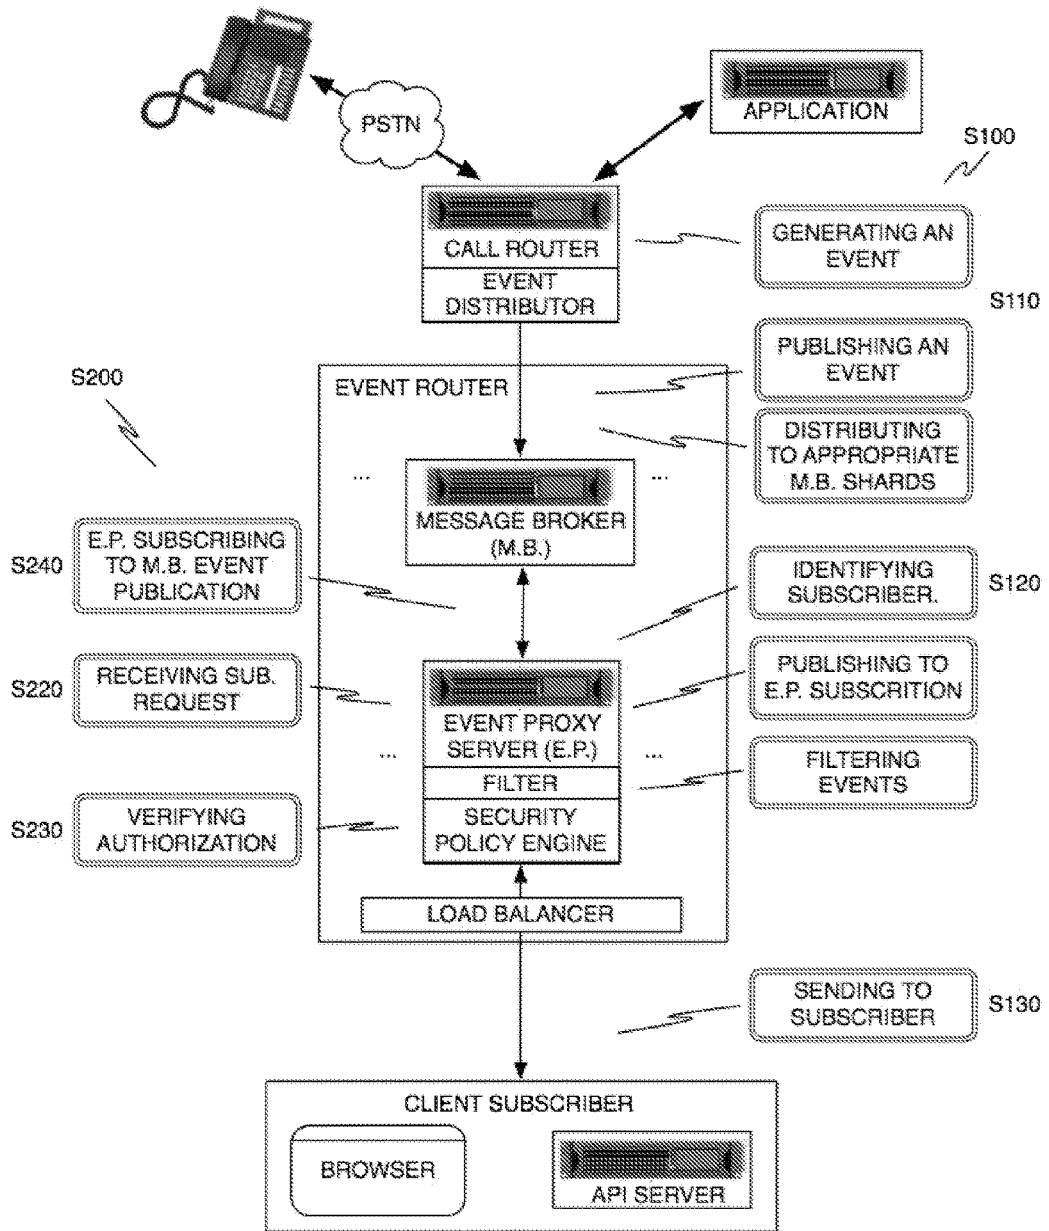 PSTN
APPLICATION
S100
CALL ROUTER
EVENT
DISTRIBUTOR
GENERATING AN
EVENT
S110
PUBLISHING AN
EVENT
S200
EVENT ROUTER
DISTRIBUTING
TO APPROPRIATE
M.B. SHARDS
...
...
MESSAGE BROKER
(M.B.)
S240
E.P. SUBSCRIBING
TO M.B. EVENT
PUBLICATION
IDENTIFYING
SUBSCRIBER.
S120
S220
RECEIVING SUB.
REQUEST
EVENT PROXY
SERVER (E.P.)
PUBLISHING TO
E.P. SUBSCRITION
...
...
FILTER
FILTERING
EVENTS
S230
VERIFYING
AUTHORIZATION
SECURITY
POLICY ENGINE
LOAD BALANCER
SENDING TO
SUBSCRIBER
S130
CLIENT SUBSCRIBER
BROWSER
API SERVER